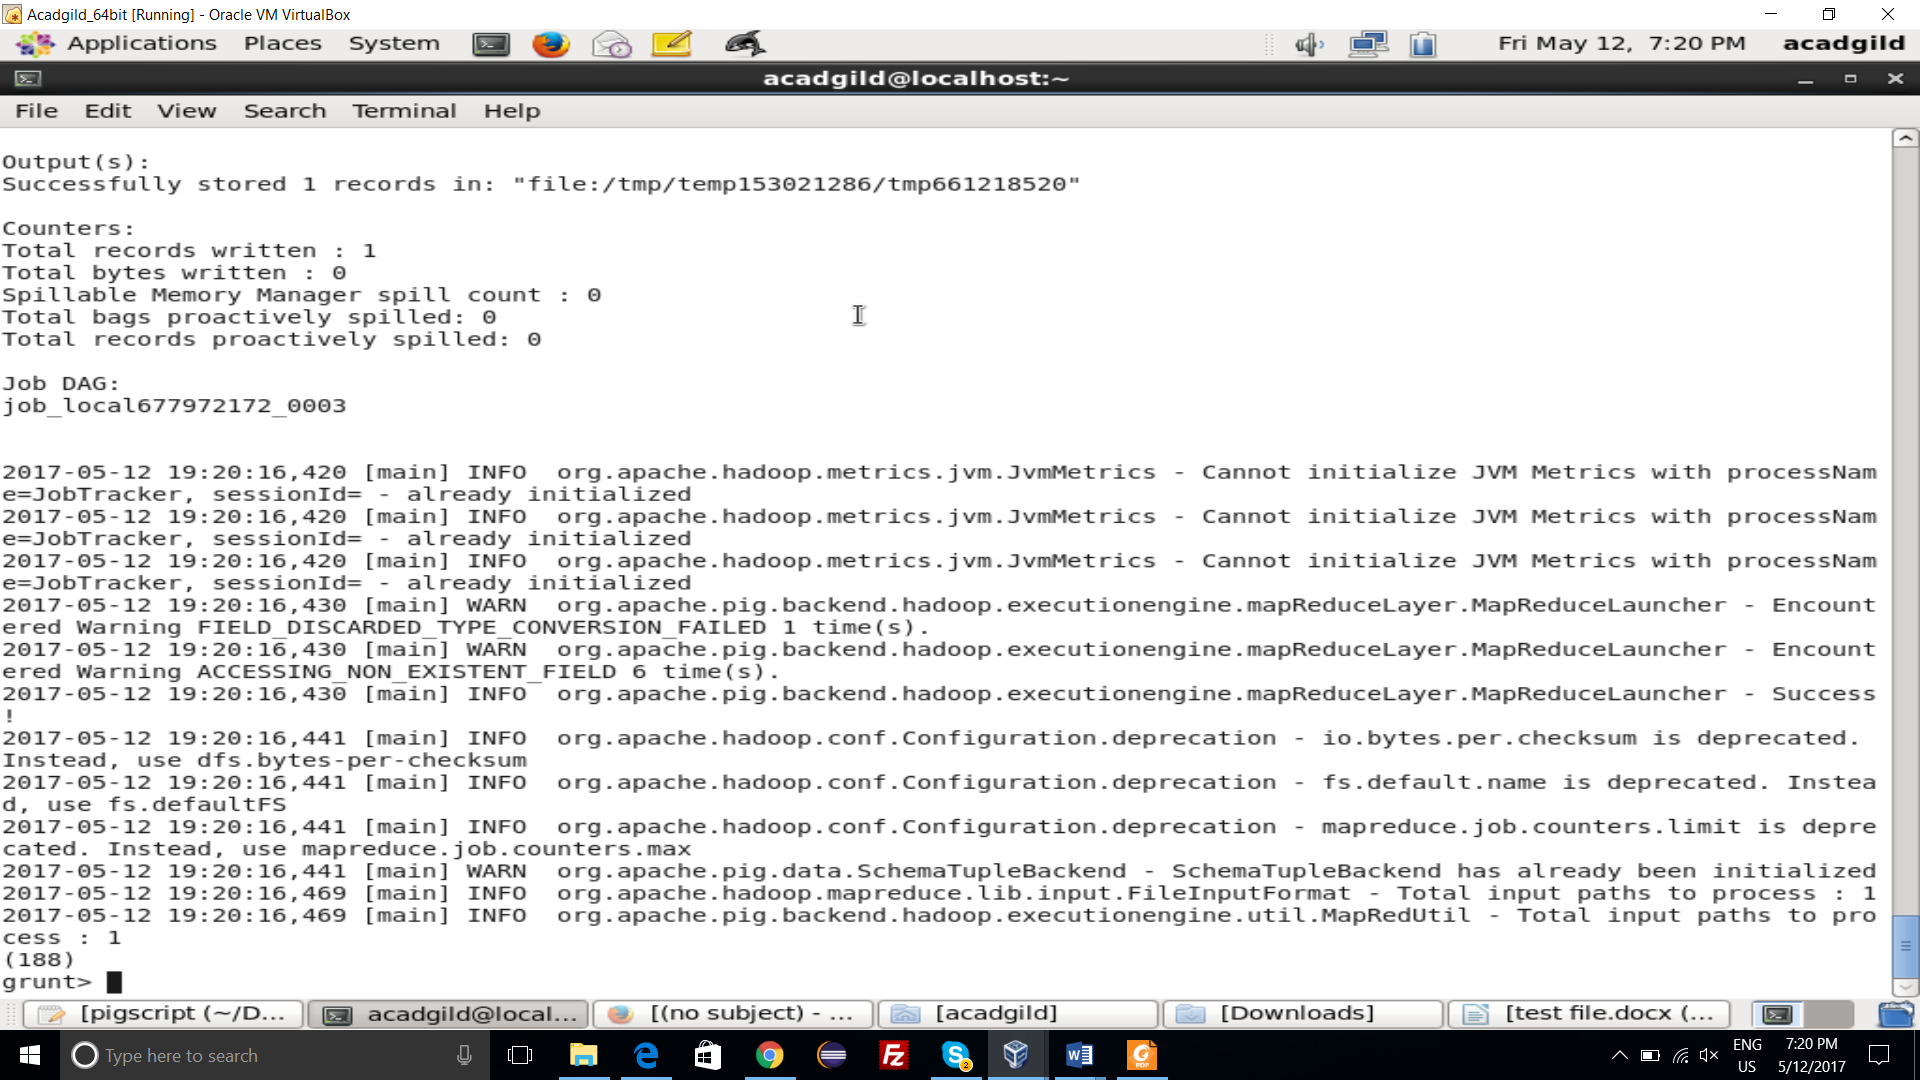 Acadgild_64bit [Running] - Oracle VM VirtualBox
Applications Places System Fri May 12, 7:20 PM acadgild
acadgild@localhost:~
File Edit View Search Terminal Help
Output(s):
Successfully stored 1 records in: "file:/tmp/temp153021286/tmp661218520"
Counters:
Total records written : 1
Total bytes written : 0
Spillable Memory Manager spill count : 0
Total bags proactively spilled: 0
Total records proactively spilled: 0
Job DAG:
job_local677972172_0003
2017-05-12 19:20:16,420 [main] INFO  org.apache.hadoop.metrics.jvm.JvmMetrics - Cannot initialize JVM Metrics with processNam
e=JobTracker, sessionId= - already initialized
2017-05-12 19:20:16,420 [main] INFO  org.apache.hadoop.metrics.jvm.JvmMetrics - Cannot initialize JVM Metrics with processNam
e=JobTracker, sessionId= - already initialized
2017-05-12 19:20:16,420 [main] INFO  org.apache.hadoop.metrics.jvm.JvmMetrics - Cannot initialize JVM Metrics with processNam
e=JobTracker, sessionId= - already initialized
2017-05-12 19:20:16,430 [main] WARN  org.apache.pig.backend.hadoop.executionengine.mapReduceLayer.MapReduceLauncher - Encount
ered Warning FIELD_DISCARDED_TYPE_CONVERSION_FAILED 1 time(s).
2017-05-12 19:20:16,430 [main] WARN  org.apache.pig.backend.hadoop.executionengine.mapReduceLayer.MapReduceLauncher - Encount
ered Warning ACCESSING_NON_EXISTENT_FIELD 6 time(s).
2017-05-12 19:20:16,430 [main] INFO  org.apache.pig.backend.hadoop.executionengine.mapReduceLayer.MapReduceLauncher - Success
!
2017-05-12 19:20:16,441 [main] INFO  org.apache.hadoop.conf.Configuration.deprecation - io.bytes.per.checksum is deprecated.
Instead, use dfs.bytes-per-checksum
2017-05-12 19:20:16,441 [main] INFO  org.apache.hadoop.conf.Configuration.deprecation - fs.default.name is deprecated. Instea
d, use fs.defaultFS
2017-05-12 19:20:16,441 [main] INFO  org.apache.hadoop.conf.Configuration.deprecation - mapreduce.job.counters.limit is depre
cated. Instead, use mapreduce.job.counters.max
2017-05-12 19:20:16,441 [main] WARN  org.apache.pig.data.SchemaTupleBackend - SchemaTupleBackend has already been initialized
2017-05-12 19:20:16,469 [main] INFO  org.apache.hadoop.mapreduce.lib.input.FileInputFormat - Total input paths to process : 1
2017-05-12 19:20:16,469 [main] INFO  org.apache.pig.backend.hadoop.executionengine.util.MapRedUtil - Total input paths to pro
cess : 1
(188)
grunt>
[pigscript (~/D... acadgild@local... [(no subject) - ... [acadgild] [Downloads] [test file.docx (...
Type here to search ENG 7:20 PM
US 5/12/2017